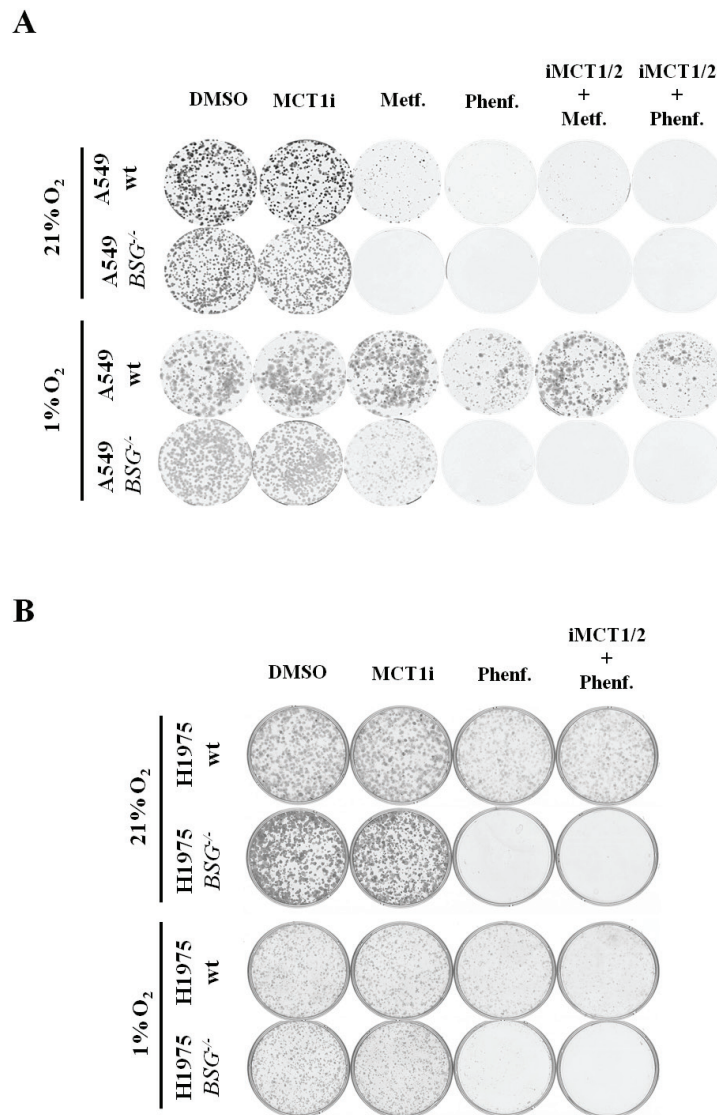 A
DMSO
MCT1i
Metf.
Phenf.
iMCT1/2
+
Metf.
iMCT1/2
+
Phenf.
21% O₂
A549
wt
A549
BSG⁻/⁻
1% O₂
A549
wt
A549
BSG⁻/⁻
B
DMSO
MCT1i
Phenf.
iMCT1/2
+
Phenf.
21% O₂
H1975
wt
H1975
BSG⁻/⁻
1% O₂
H1975
wt
H1975
BSG⁻/⁻